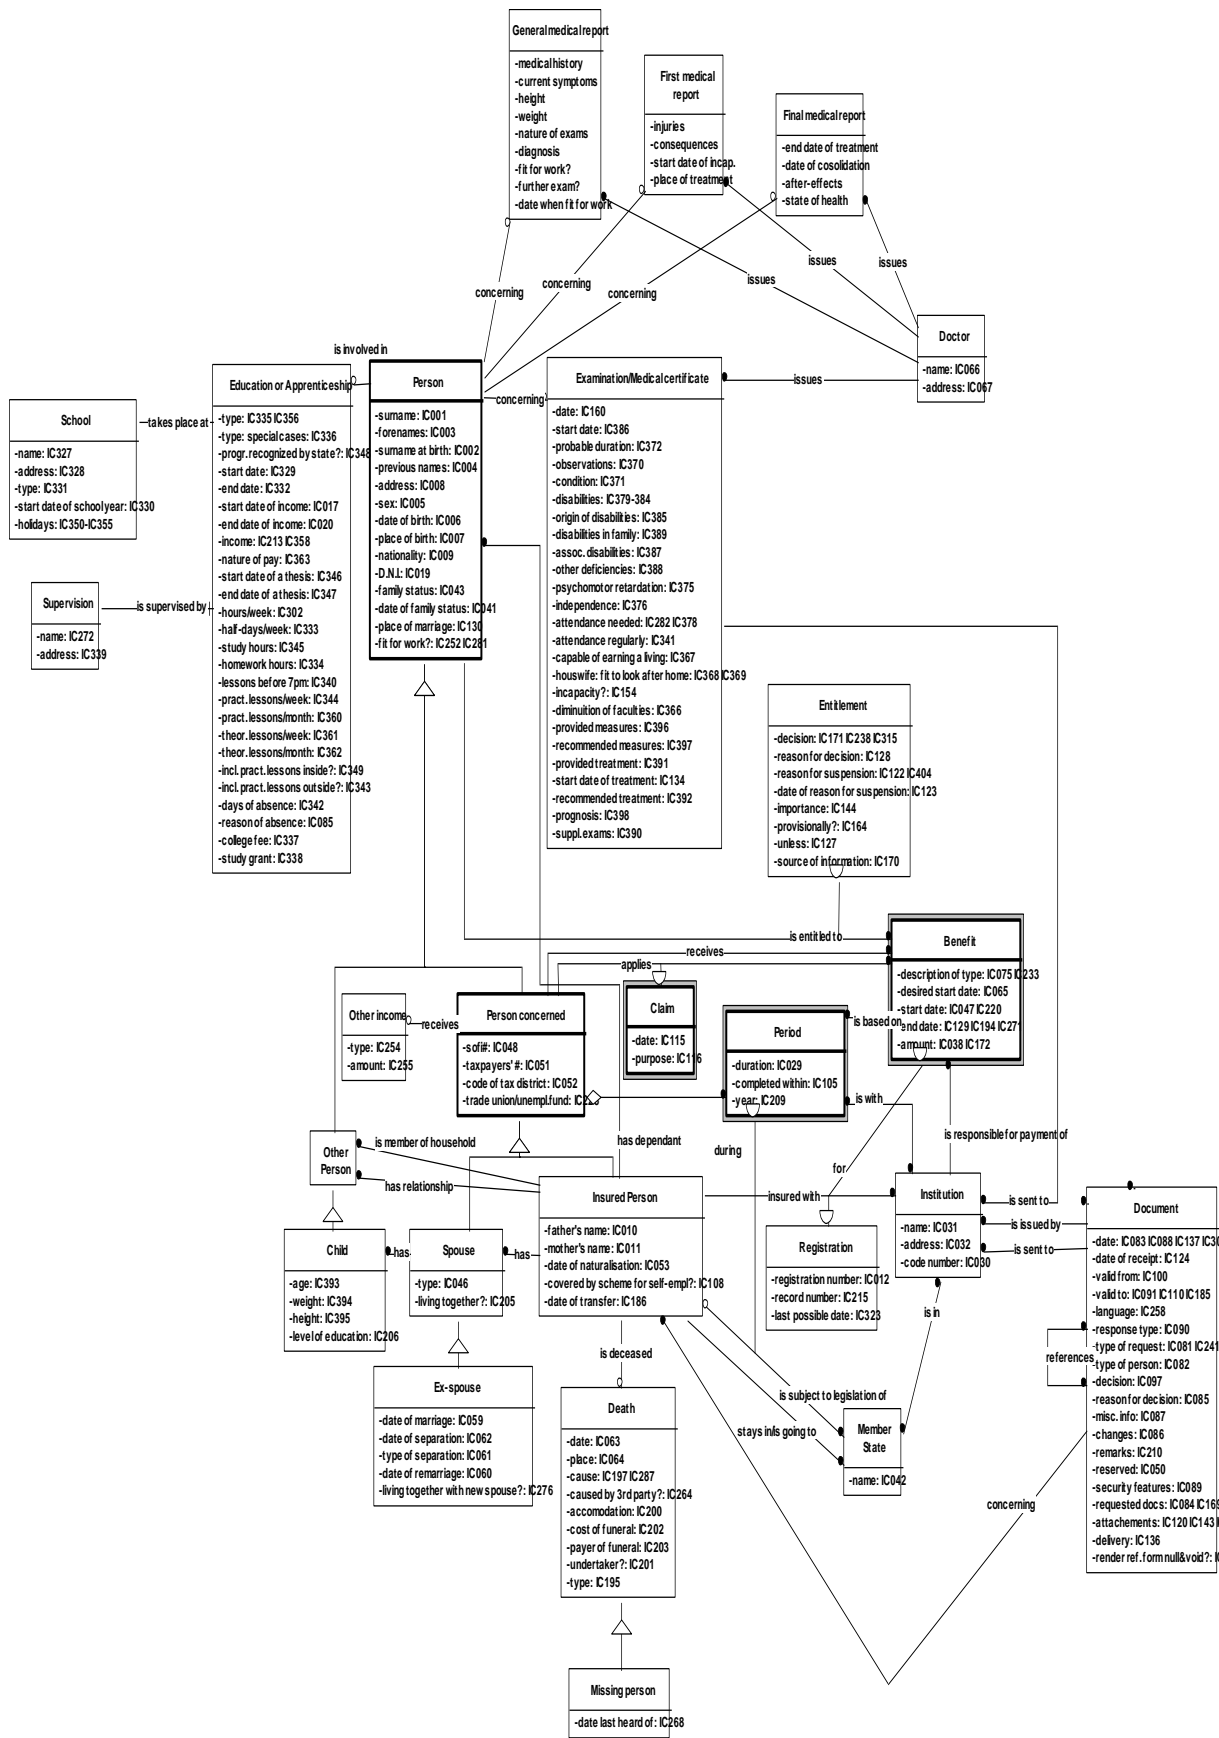 General medical report
-medical history
-current symptoms
-height
-weight
-nature of exams
-diagnosis
-fit for work?
-further exam?
-date when fit for work
First medical
report
-injuries
-consequences
-start date of incap.
-place of treatment
Final medical report
-end date of treatment
-date of cosolidation
-after-effects
-state of health
concerning
concerning
concerning
issues
issues
issues
Doctor
-name: IC066
-address: IC067
issues
is involved in
School
-name: IC327
-address: IC328
-type: IC331
-start date of school year: IC330
-holidays: IC350-IC355
takes place at
Supervision
-name: IC272
-address: IC339
is supervised by
Education or Apprenticeship
-type: IC335 IC356
-type: special cases: IC336
-progr. recognized by state?: IC348
-start date: IC329
-end date: IC332
-start date of income: IC017
-end date of income: IC020
-income: IC213 IC358
-nature of pay: IC363
-start date of a thesis: IC346
-end date of a thesis: IC347
-hours/week: IC302
-half-days/week: IC333
-study hours: IC345
-homework hours: IC334
-lessons before 7pm: IC340
-pract. lessons/week: IC344
-pract. lessons/month: IC360
-theor. lessons/week: IC361
-theor. lessons/month: IC362
-incl. pract. lessons inside?: IC349
-incl. pract. lessons outside?: IC343
-days of absence: IC342
-reason of absence: IC085
-college fee: IC337
-study grant: IC338
Person
-surname: IC001
-forenames: IC003
-surname at birth: IC002
-previous names: IC004
-address: IC008
-sex: IC005
-date of birth: IC006
-place of birth: IC007
-nationality: IC009
-D.N.I.: IC019
-family status: IC043
-date of family status: IC041
-place of marriage: IC130
-fit for work?: IC252 IC281
concerning
Examination/Medical certificate
-date: IC160
-start date: IC386
-probable duration: IC372
-observations: IC370
-condition: IC371
-disabilities: IC379-384
-origin of disabilities: IC385
-disabilities in family: IC389
-assoc. disabilities: IC387
-other deficiencies: IC388
-psychomotor retardation: IC375
-independence: IC376
-attendance needed: IC282 IC378
-attendance regularly: IC341
-capable of earning a living: IC367
-houswife: fit to look after home: IC368 IC369
-incapacity?: IC154
-diminuition of faculties: IC366
-provided measures: IC396
-recommended measures: IC397
-provided treatment: IC391
-start date of treatment: IC134
-recommended treatment: IC392
-prognosis: IC398
-suppl. exams: IC390
Entitlement
-decision: IC171 IC238 IC315
-reason for decision: IC128
-reason for suspension: IC122 IC404
-date of reason for suspension: IC123
-importance: IC144
-provisionally?: IC164
-unless: IC127
-source of information: IC170
is entitled to
receives
applies
Benefit
-description of type: IC075 IC233
-desired start date: IC065
-start date: IC047 IC220
end date: IC129 IC194 IC271
-amount: IC038 IC172
Claim
-date: IC115
-purpose: IC116
Period
-duration: IC029
-completed within: IC105
-year: IC209
is based on
is with
Other income
-type: IC254
-amount: IC255
receives
Person concerned
-sofi#: IC048
-taxpayers' #: IC051
-code of tax district: IC052
-trade union/unempl. fund:
Other
Person
is member of household
has relationship
has dependant
during
for
is responsible for payment of
Insured Person
-father's name: IC010
-mother's name: IC011
-date of naturalisation: IC053
-covered by scheme for self-empl?: IC108
-date of transfer: IC186
insured with
Institution
-name: IC031
-address: IC032
-code number: IC030
is sent to
is issued by
is sent to
Document
-date: IC083 IC088 IC137
-date of receipt: IC124
-valid from: IC100
-valid to: IC091 IC110 IC185
-language: IC258
-response type: IC090
-type of request: IC081 IC241
-type of person: IC082
-decision: IC097
-reason for decision: IC085
-misc. info: IC087
-changes: IC086
-remarks: IC210
-reserved: IC050
-security features: IC089
-requested docs: IC084 IC169
-attachements: IC120 IC143
-delivery: IC136
-render ref. form null&void?:
references
Registration
-registration number: IC012
-record number: IC215
-last possible date: IC323
is in
Child
-age: IC393
-weight: IC394
-height: IC395
-level of education: IC206
has
Spouse
-type: IC046
-living together?: IC205
has
Ex-spouse
-date of marriage: IC059
-date of separation: IC062
-type of separation: IC061
-date of remarriage: IC060
-living together with new spouse?: IC276
is deceased
Death
-date: IC063
-place: IC064
-cause: IC197 IC287
-caused by 3rd party?: IC264
-accomodation: IC200
-cost of funeral: IC202
-payer of funeral: IC203
-undertaker?: IC201
-type: IC195
is subject to legislation of
stays in/is going to
Member
State
-name: IC042
concerning
Missing person
-date last heard of: IC268